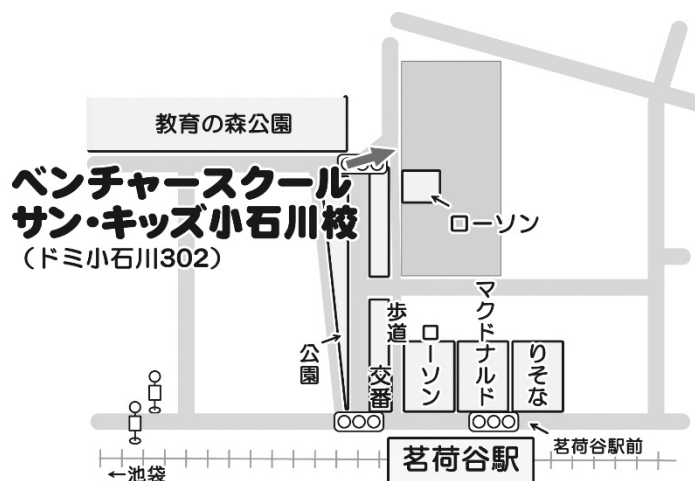 教育の森公園
ベンチャースクール
サン・キッズ小石川校
（ドミ小石川302）
ローソン
公園
交番
歩道
ローソン
マクドナルド
りそな
茗荷谷駅
茗荷谷駅前
←池袋